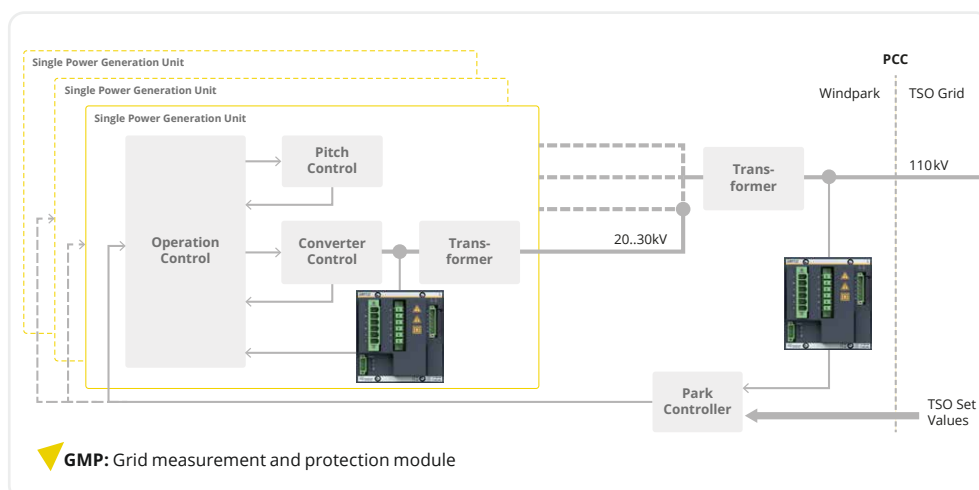 PCC
Single Power Generation Unit
Windpark
TSO Grid
Single Power Generation Unit
Single Power Generation Unit
Pitch
Control
Trans-
former
110 kV
Operation
Control
Converter
Control
Trans-
former
20..30kV
Park
Controller
TSO Set
Values
GMP: Grid measurement and protection module